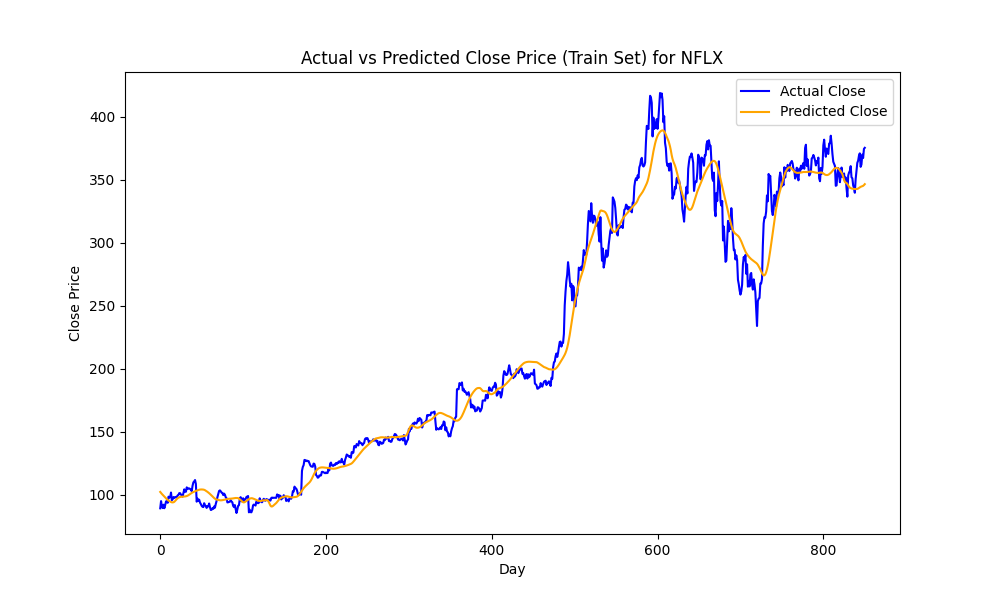 Actual vs Predicted Close Price (Train Set) for NFLX
Actual Close
Predicted Close
Close Price
400
350
300
250
200
150
100
0
200
400
600
800
Day